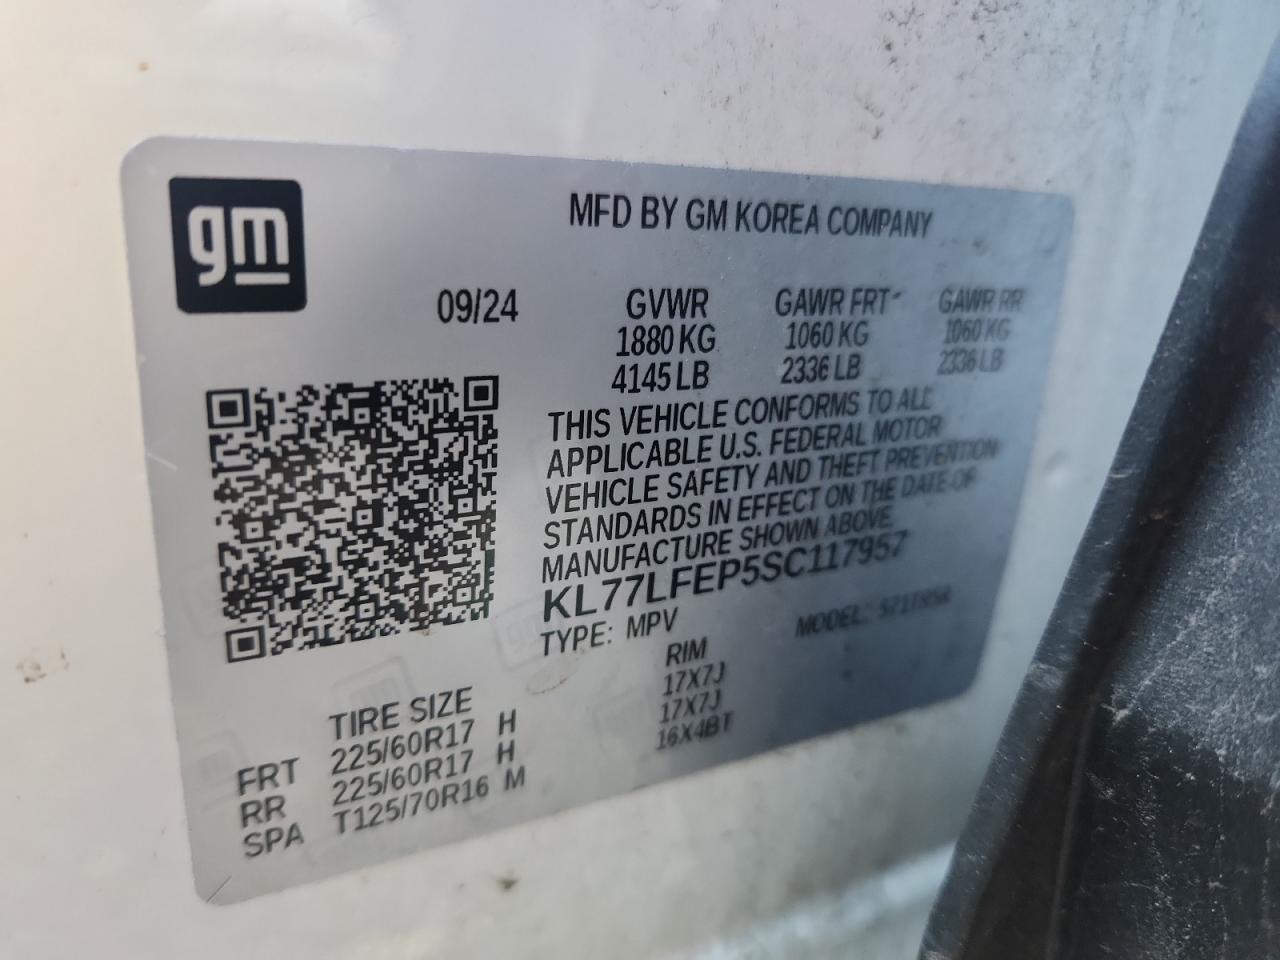 gm
MFD BY GM KOREA COMPANY
09/24 GVWR GAWR FRT GAWR RR
1880 KG 1060 KG 1060 KG
4145 LB 2336 LB 2336 LB
THIS VEHICLE CONFORMS TO ALL
APPLICABLE U.S. FEDERAL MOTOR
VEHICLE SAFETY AND THEFT PREVENTION
STANDARDS IN EFFECT ON THE DATE OF
MANUFACTURE SHOWN ABOVE
KL77LFEP5SC117957
TYPE: MPV MODEL:
TIRE SIZE RIM
FRT 225/60R17 H 17X7J
RR 225/60R17 H 17X7J
SPA T125/70R16 M 16X4BT